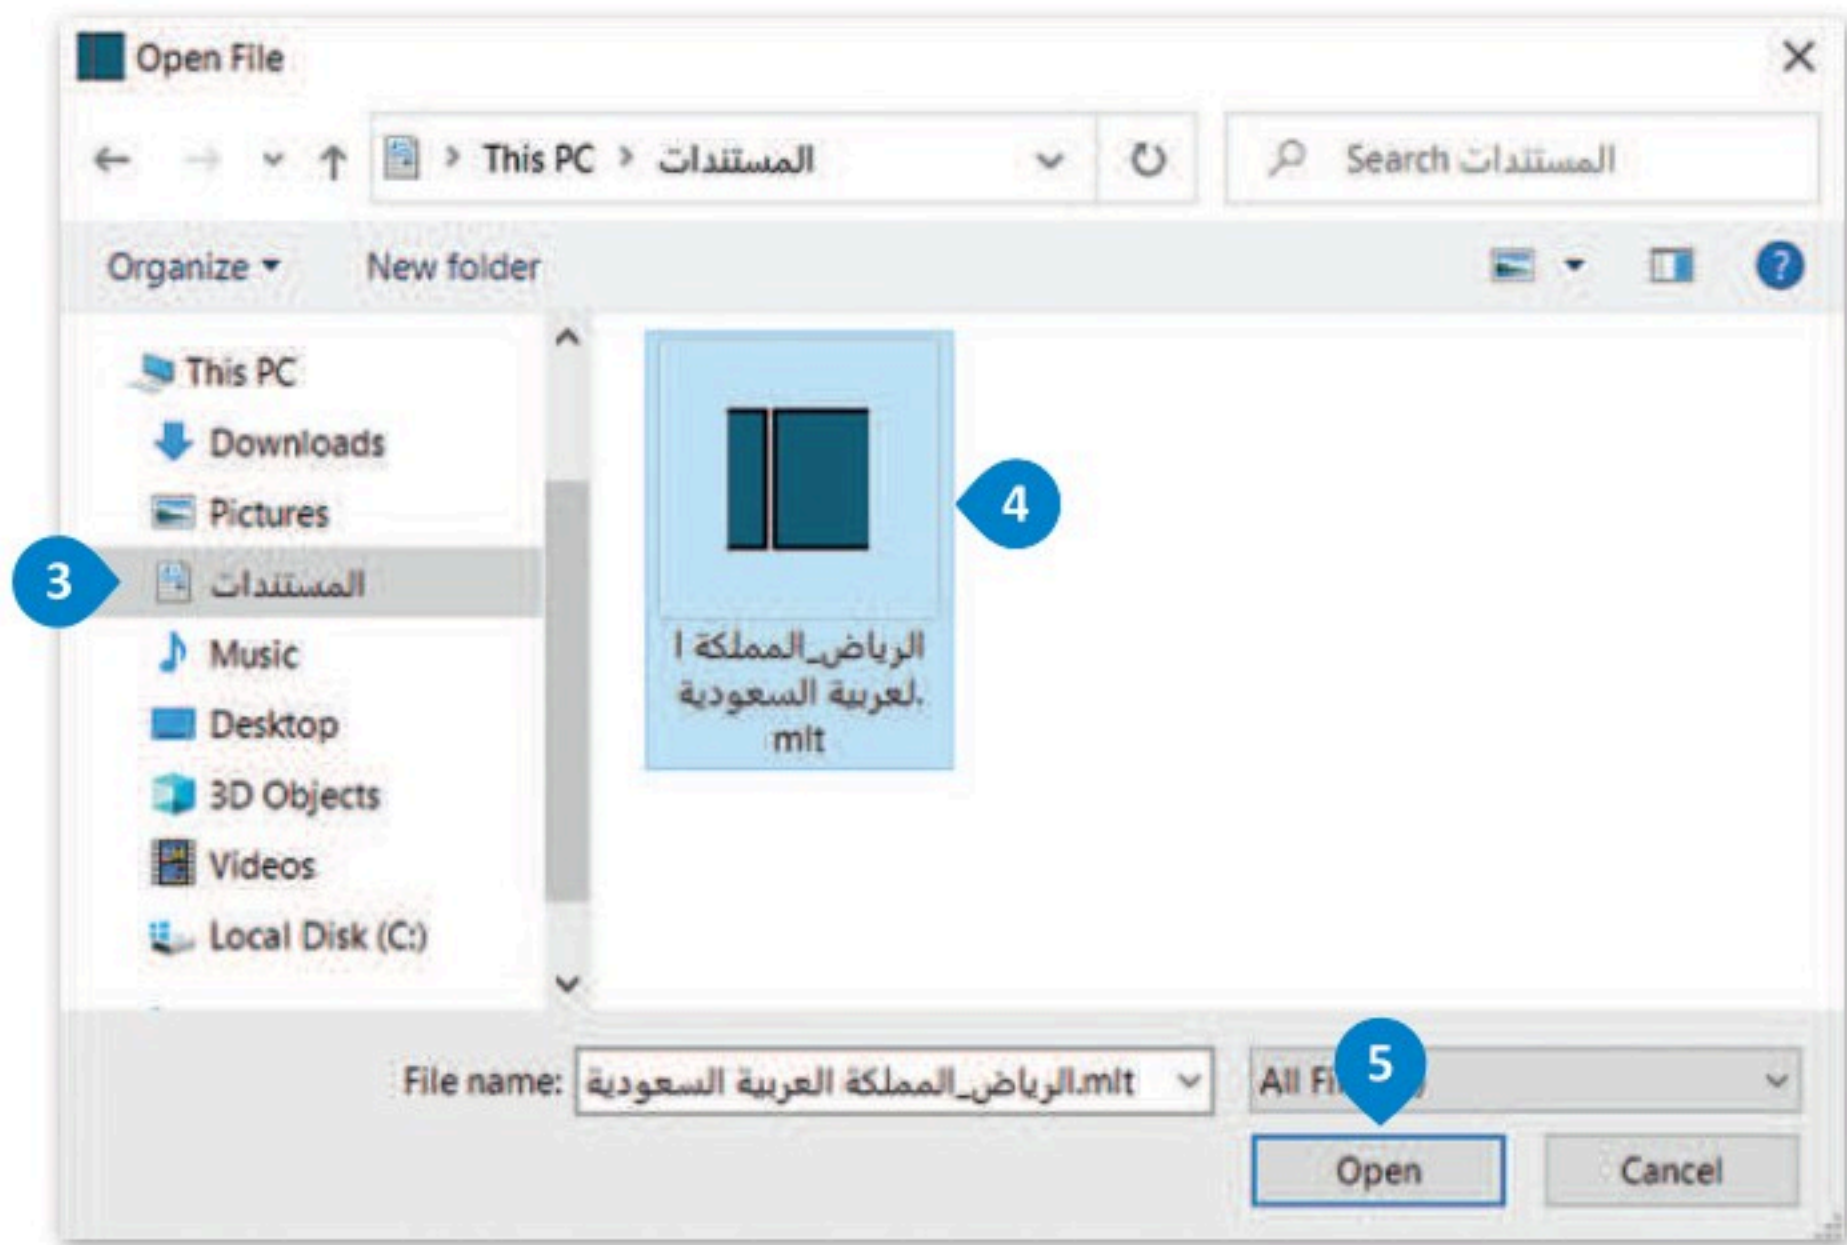 Open File
This PC > المستندات
Search المستندات
Organize
New folder
This PC
Downloads
Pictures
3
المستندات
Music
Desktop
3D Objects
Videos
Local Disk (C:)
4
الرياض_المملكة ا
لعربية السعودية.
mlt
File name:
الرياض_المملكة العربية السعودية.mlt
All
5
Open
Cancel